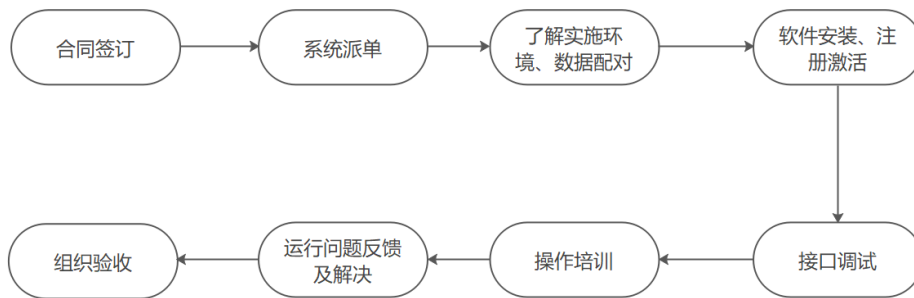 合同签订
系统派单
了解实施环
境、数据配对
软件安装、注
册激活
接口调试
操作培训
运行问题反馈
及解决
组织验收